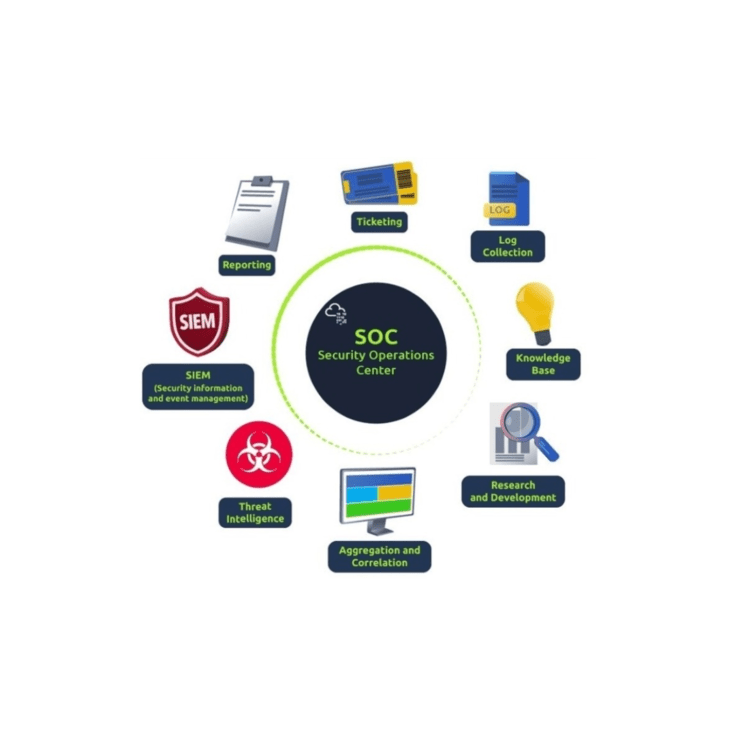 Ticketing
LOG
Log
Collection
Reporting
SIEM
SOC
Security Operations
Center
Knowledge
Base
SIEM
(Security information
and event management)
Research
and Development
Threat
Intelligence
Aggregation and
Correlation